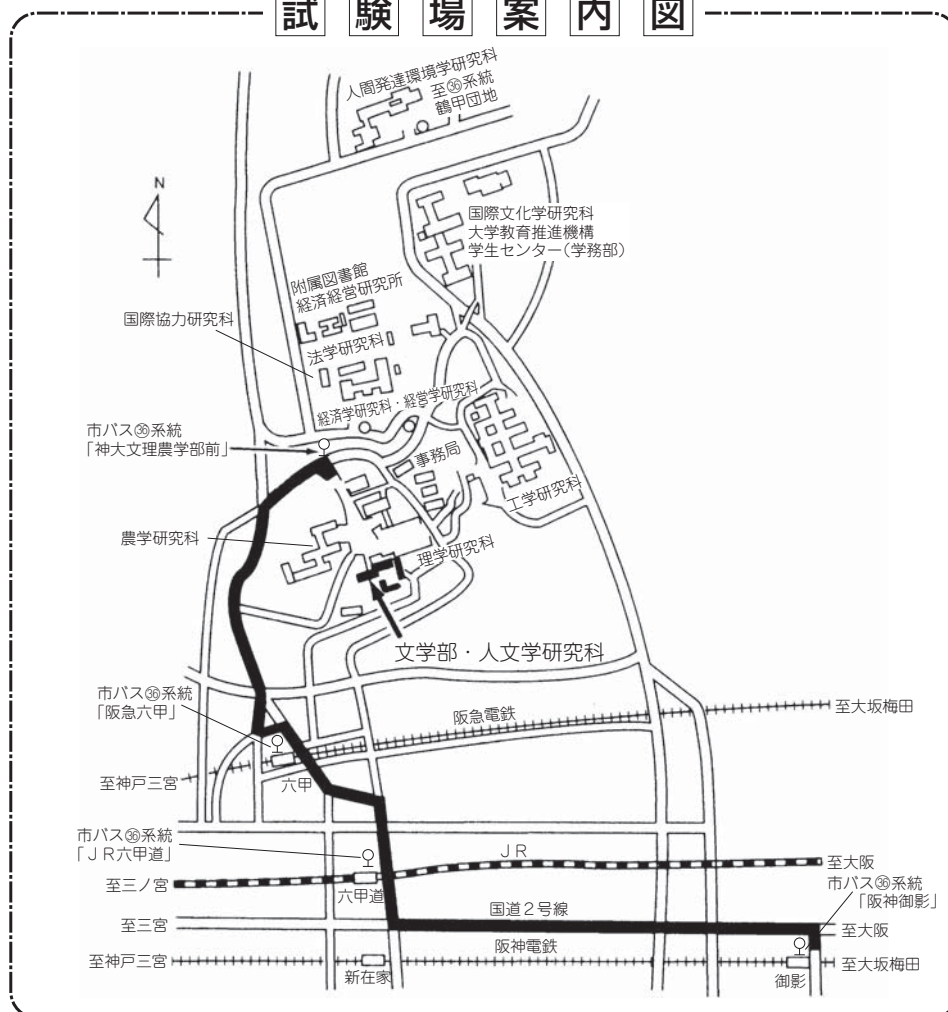 試験場案内図
人間発達環境学研究科
至㊱系統
鶴甲団地
N
国際文化学研究科
大学教育推進機構
学生センター(学務部)
附属図書館
経済経営研究所
国際協力研究科
法学研究科
経済学研究科・経営学研究科
市バス㊱系統
「神大文理農学部前」
事務局
工学研究科
農学研究科
理学研究科
文学部・人文学研究科
市バス㊱系統
「阪急六甲」
阪急電鉄
至大坂梅田
至神戸三宮
六甲
市バス㊱系統
「JR六甲道」
JR
至大阪
至三ノ宮
六甲道
市バス㊱系統
「阪神御影」
国道2号線
至三宮
至大阪
阪神電鉄
至神戸三宮
至大坂梅田
新在家
御影